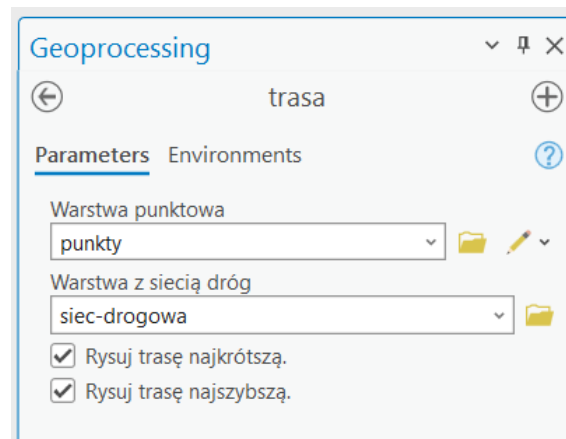 Geoprocessing
trasa
Parameters Environments
Warstwa punktowa
punkty
Warstwa z siecią dróg
siec-drogowa
Rysuj trasę najkrótszą.
Rysuj trasę najszybszą.